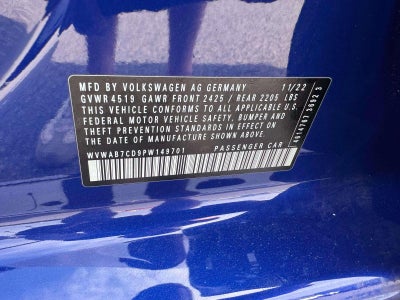 MFD BY VOLKSWAGEN AG GERMANY 11/22
GVWR 4519 GAWR FRONT 2425 / REAR 2205 LBS
THIS VEHICLE CONFORMS TO ALL APPLICABLE U.S.
FEDERAL MOTOR VEHICLE SAFETY, BUMPER AND
THEFT PREVENTION STANDARDS IN EFFECT ON
THE DATE OF MANUFACTURE SHOWN ABOVE.
WVWAB7CD9PW149701 PASSENGER CAR